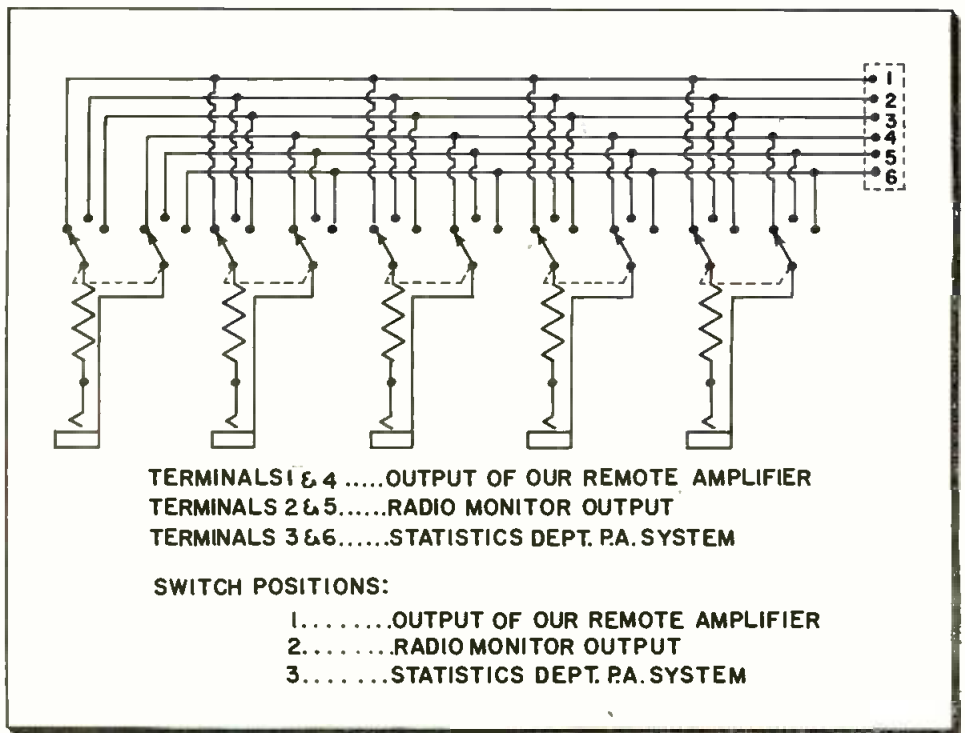 1
2
3
4
5
6
TERMINALS 1 & 4 .....OUTPUT OF OUR REMOTE AMPLIFIER
TERMINALS 2 & 5......RADIO MONITOR OUTPUT
TERMINALS 3 & 6......STATISTICS DEPT. P.A. SYSTEM
SWITCH POSITIONS:
1........OUTPUT OF OUR REMOTE AMPLIFIER
2........RADIO MONITOR OUTPUT
3.......STATISTICS DEPT. P.A. SYSTEM